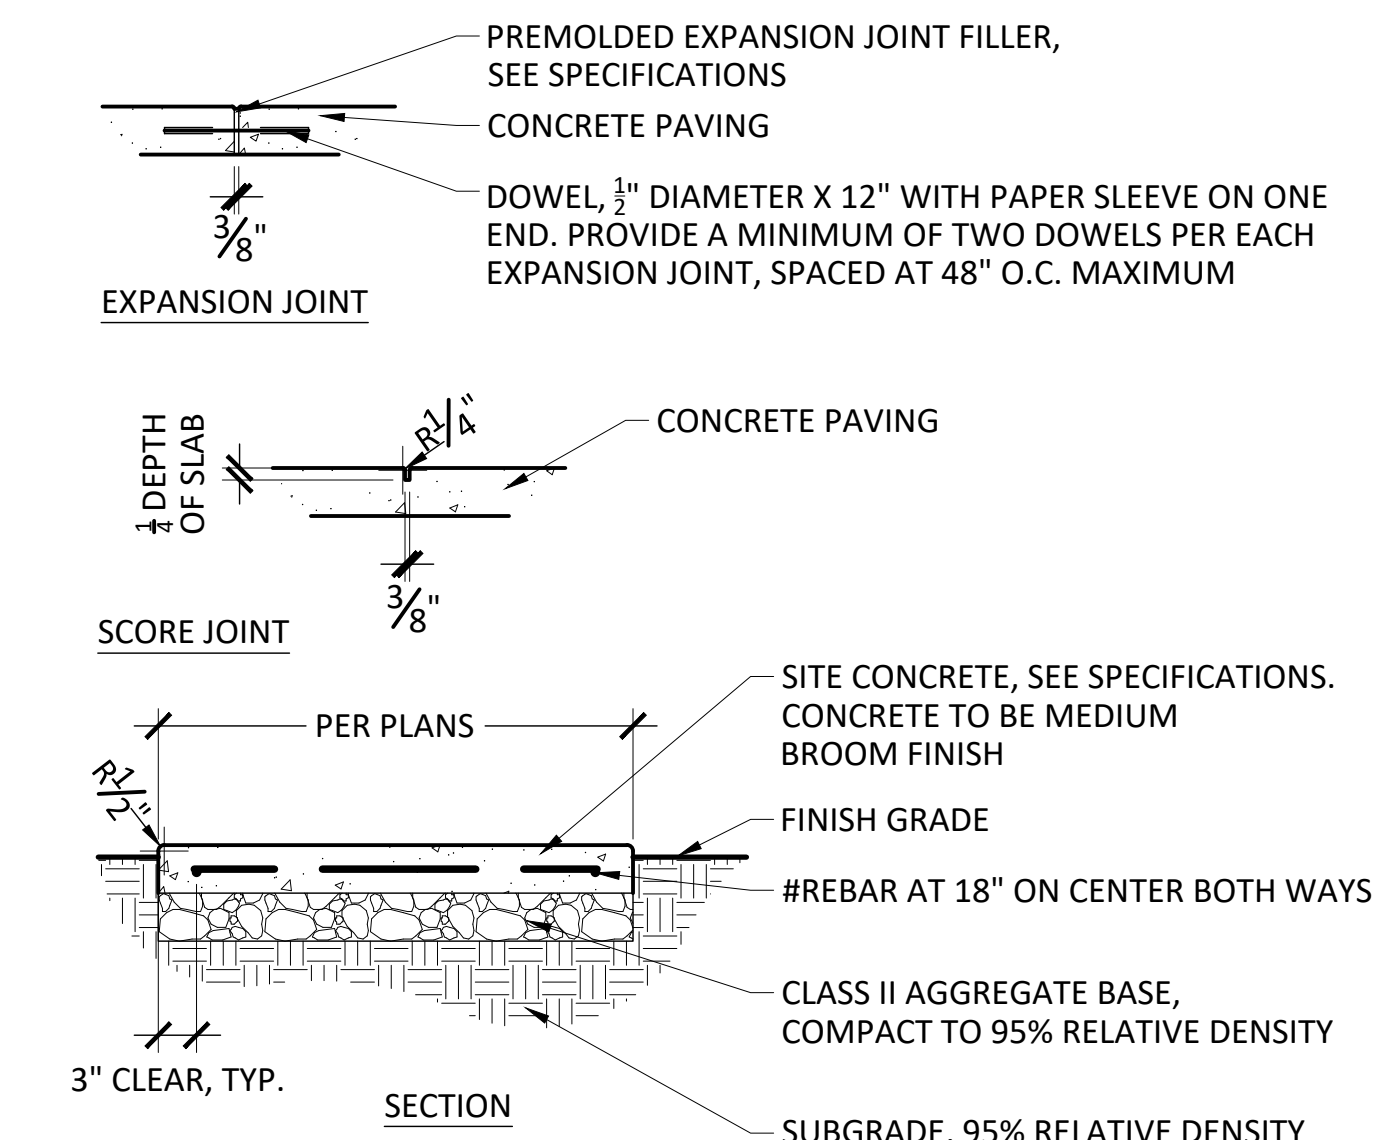 PREMOLDED EXPANSION JOINT FILLER,
SEE SPECIFICATIONS
CONCRETE PAVING
DOWEL, 1/2" DIAMETER X 12" WITH PAPER SLEEVE ON ONE
END. PROVIDE A MINIMUM OF TWO DOWELS PER EACH
EXPANSION JOINT, SPACED AT 48" O.C. MAXIMUM
3/8"
EXPANSION JOINT
1/4 DEPTH
OF SLAB
R1/4"
CONCRETE PAVING
3/8"
SCORE JOINT
SITE CONCRETE, SEE SPECIFICATIONS.
CONCRETE TO BE MEDIUM
BROOM FINISH
PER PLANS
R1/2"
FINISH GRADE
#REBAR AT 18" ON CENTER BOTH WAYS
CLASS II AGGREGATE BASE,
COMPACT TO 95% RELATIVE DENSITY
3" CLEAR, TYP.
SECTION
SUBGRADE, 95% RELATIVE DENSITY